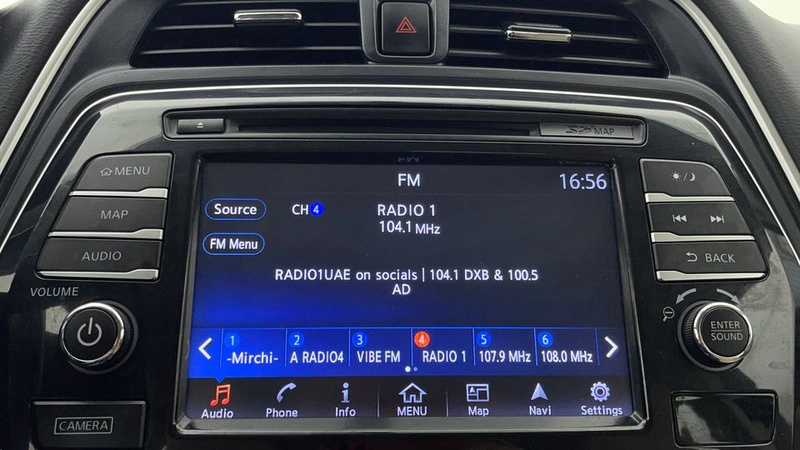 SD MAP
MENU
MAP
AUDIO
VOLUME
CAMERA
FM
16:56
Source
CH4
RADIO 1
104.1 MHz
FM Menu
RADIO1UAE on socials | 104.1 DXB & 100.5
AD
1 2 3 4 5 6
-Mirchi- A RADIO4 VIBE FM RADIO 1 107.9 MHz 108.0 MHz
Audio Phone Info MENU Map Navi Settings
BACK
ENTER
SOUND